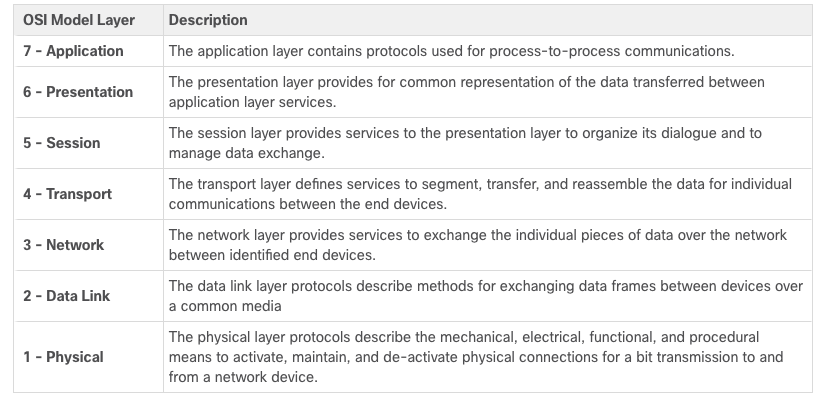 OSI Model Layer Description
7 - Application The application layer contains protocols used for process-to-process communications.
6 - Presentation The presentation layer provides for common representation of the data transferred between
application layer services.
5 - Session The session layer provides services to the presentation layer to organize its dialogue and to
manage data exchange.
4 - Transport The transport layer defines services to segment, transfer, and reassemble the data for individual
communications between the end devices.
3 - Network The network layer provides services to exchange the individual pieces of data over the network
between identified end devices.
2 - Data Link The data link layer protocols describe methods for exchanging data frames between devices over
a common media
1 - Physical The physical layer protocols describe the mechanical, electrical, functional, and procedural
means to activate, maintain, and de-activate physical connections for a bit transmission to and
from a network device.